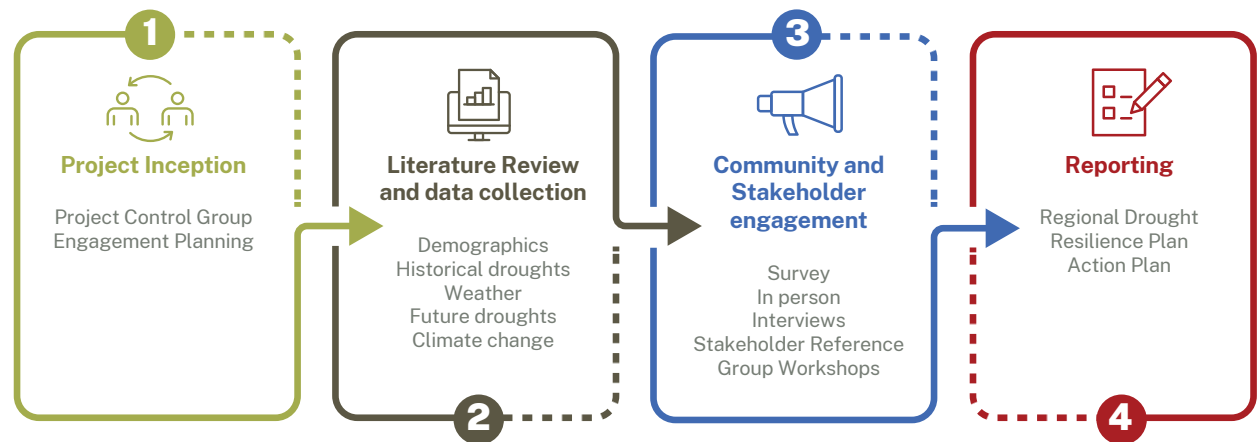 1
Project Inception
Project Control Group
Engagement Planning
Literature Review
and data collection
Demographics
Historical droughts
Weather
Future droughts
Climate change
2
3
Community and
Stakeholder
engagement
Survey
In person
Interviews
Stakeholder Reference
Group Workshops
Reporting
Regional Drought
Resilience Plan
Action Plan
4